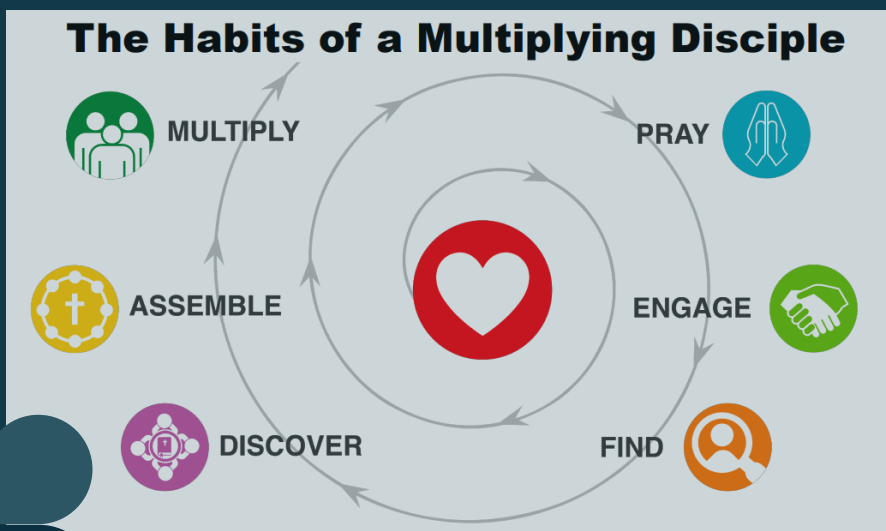 The Habits of a Multiplying Disciple
MULTIPLY
PRAY
ASSEMBLE
ENGAGE
DISCOVER
FIND